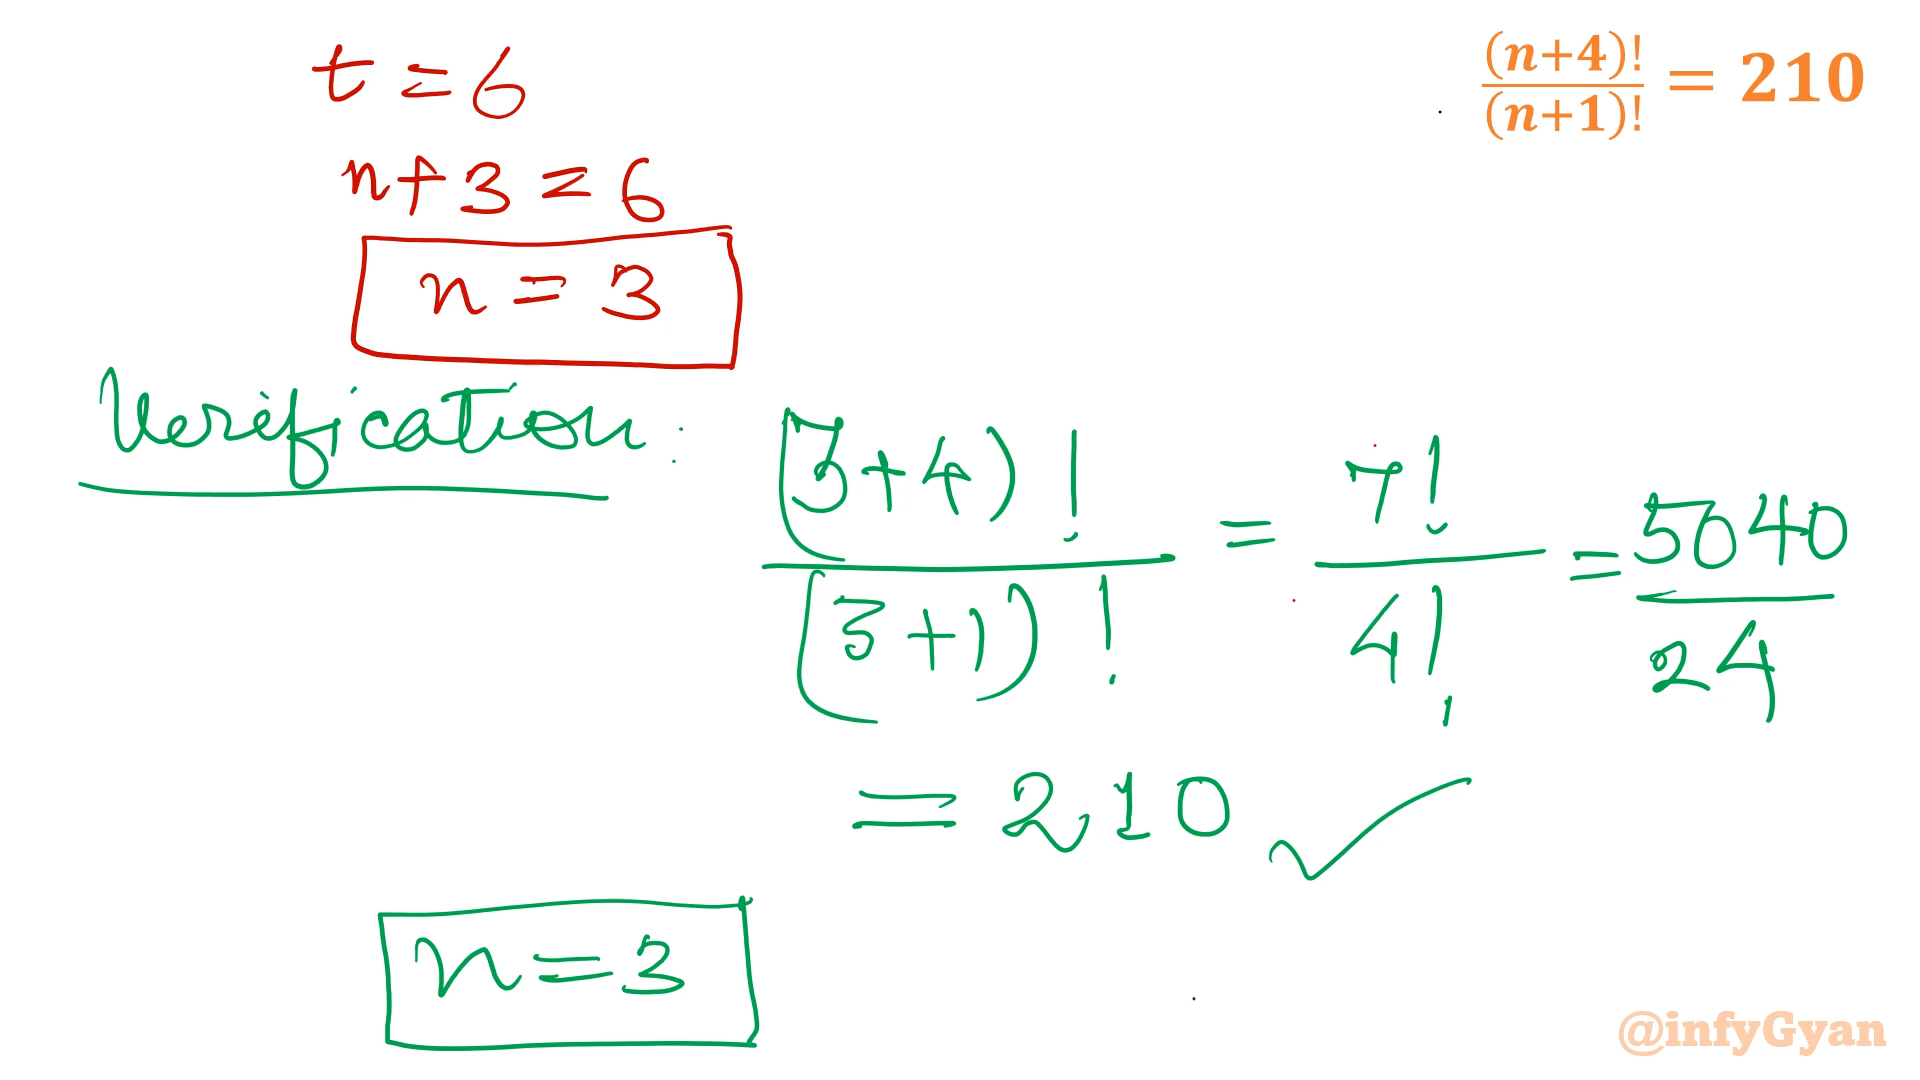 t = 6
(n+4)!/(n+1)! = 210
n+3 = 6
n = 3
Verification :
(3+4)!/(3+1)! = 7!/4! = 5040/24
= 210 ✓
n = 3
@infyGyan